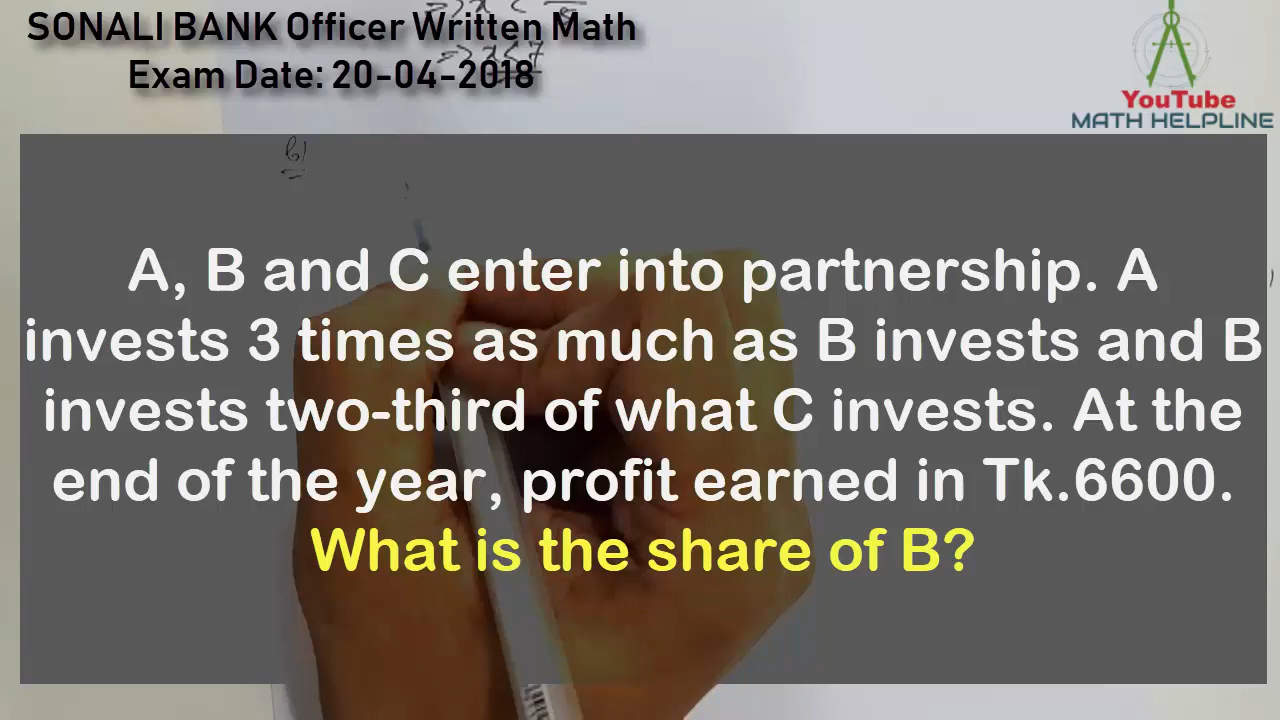 SONALI BANK Officer Written Math
Exam Date: 20-04-2018
=> x <
=> x < 7
YouTube
MATH HELPLINE
b)
A, B and C enter into partnership. A
invests 3 times as much as B invests and B
invests two-third of what C invests. At the
end of the year, profit earned in Tk.6600.
What is the share of B?